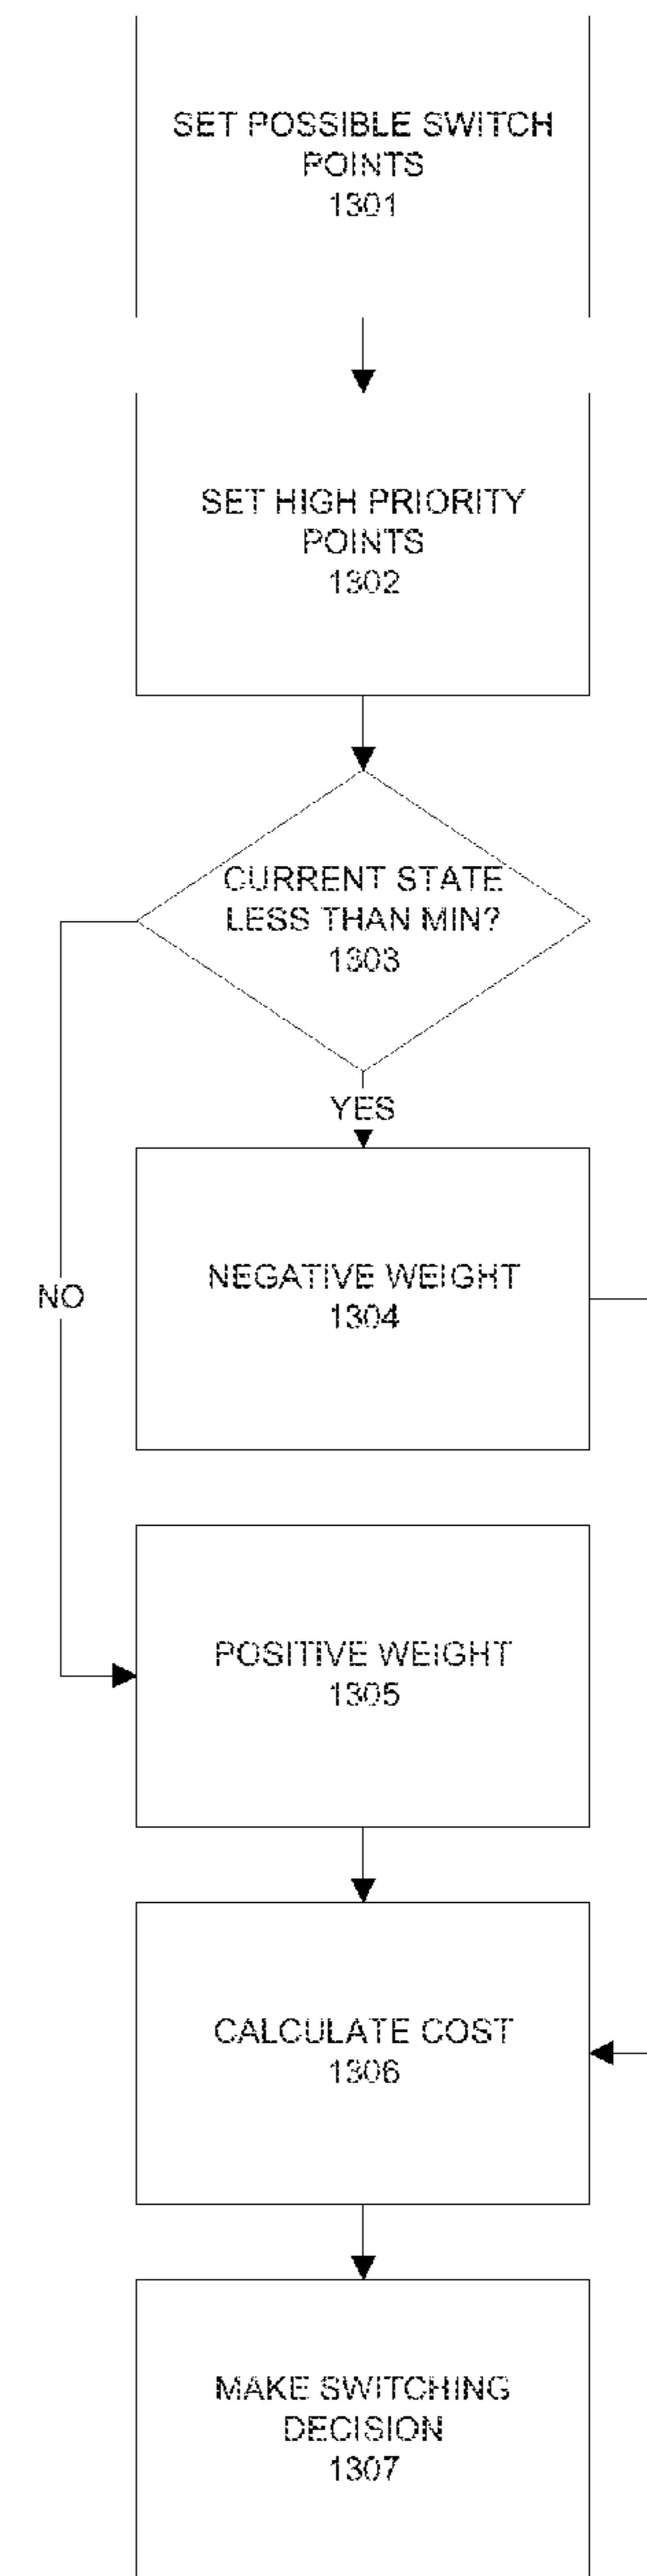 SET POSSIBLE SWITCH
POINTS
1301
SET HIGH PRIORITY
POINTS
1302
CURRENT STATE
LESS THAN MIN?
1303
YES
NEGATIVE WEIGHT
1304
NO
POSITIVE WEIGHT
1305
CALCULATE COST
1306
MAKE SWITCHING
DECISION
1307